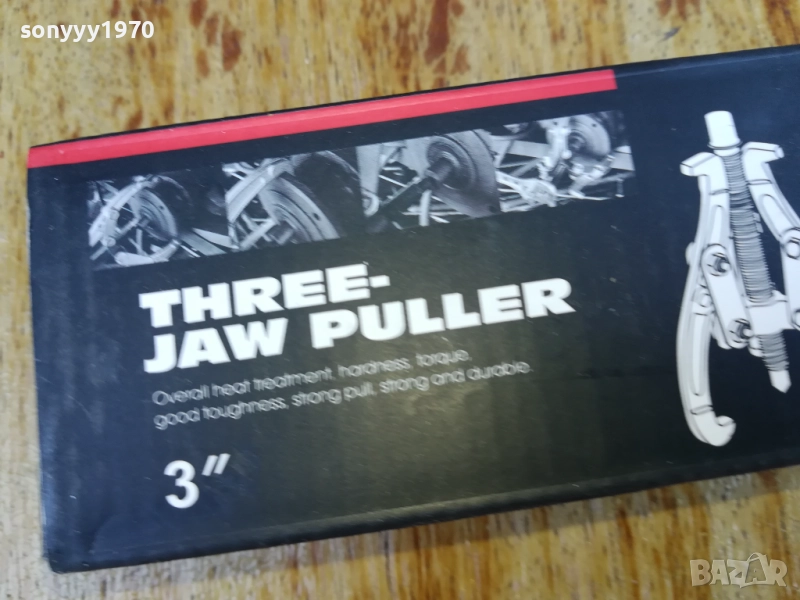 sonyyy1970
THREE-
JAW PULLER
Overall heat treatment, hardness, torque,
good toughness, strong pull, strong and durable.
3"
BAZAR